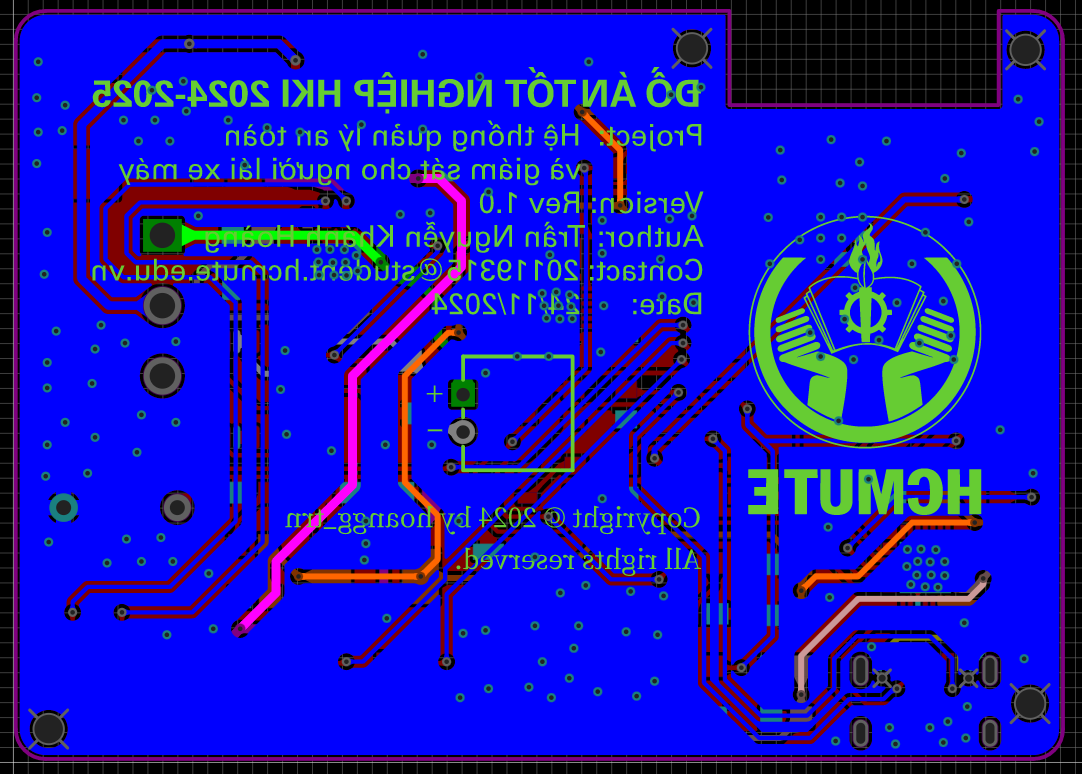 ĐỒ ÁN TỐT NGHIỆP HKI 2024-2025
Project: Hệ thống quản lý an toàn
và giám sát cho người lái xe máy
Version: Rev 1.0
Author: Trần Nguyễn Khánh Hoàng
Contact: 20119315@student.hcmute.edu.vn
Date: 24/11/2024
+
−
HCMUTE
Copyright © 2024 by hoangg_trn
All rights reserved.